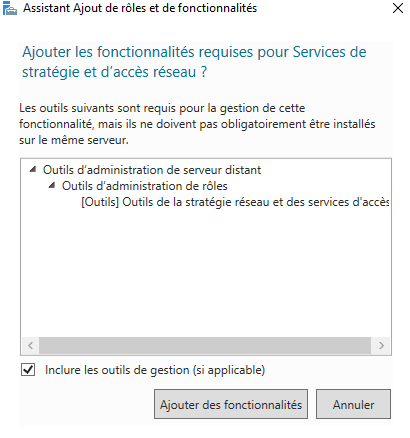 Assistant Ajout de rôles et de fonctionnalités
Ajouter les fonctionnalités requises pour Services de
stratégie et d'accès réseau ?
Les outils suivants sont requis pour la gestion de cette
fonctionnalité, mais ils ne doivent pas obligatoirement être installés
sur le même serveur.
Outils d'administration de serveur distant
Outils d'administration de rôles
[Outils] Outils de la stratégie réseau et des services d'accès
Inclure les outils de gestion (si applicable)
Ajouter des fonctionnalités
Annuler